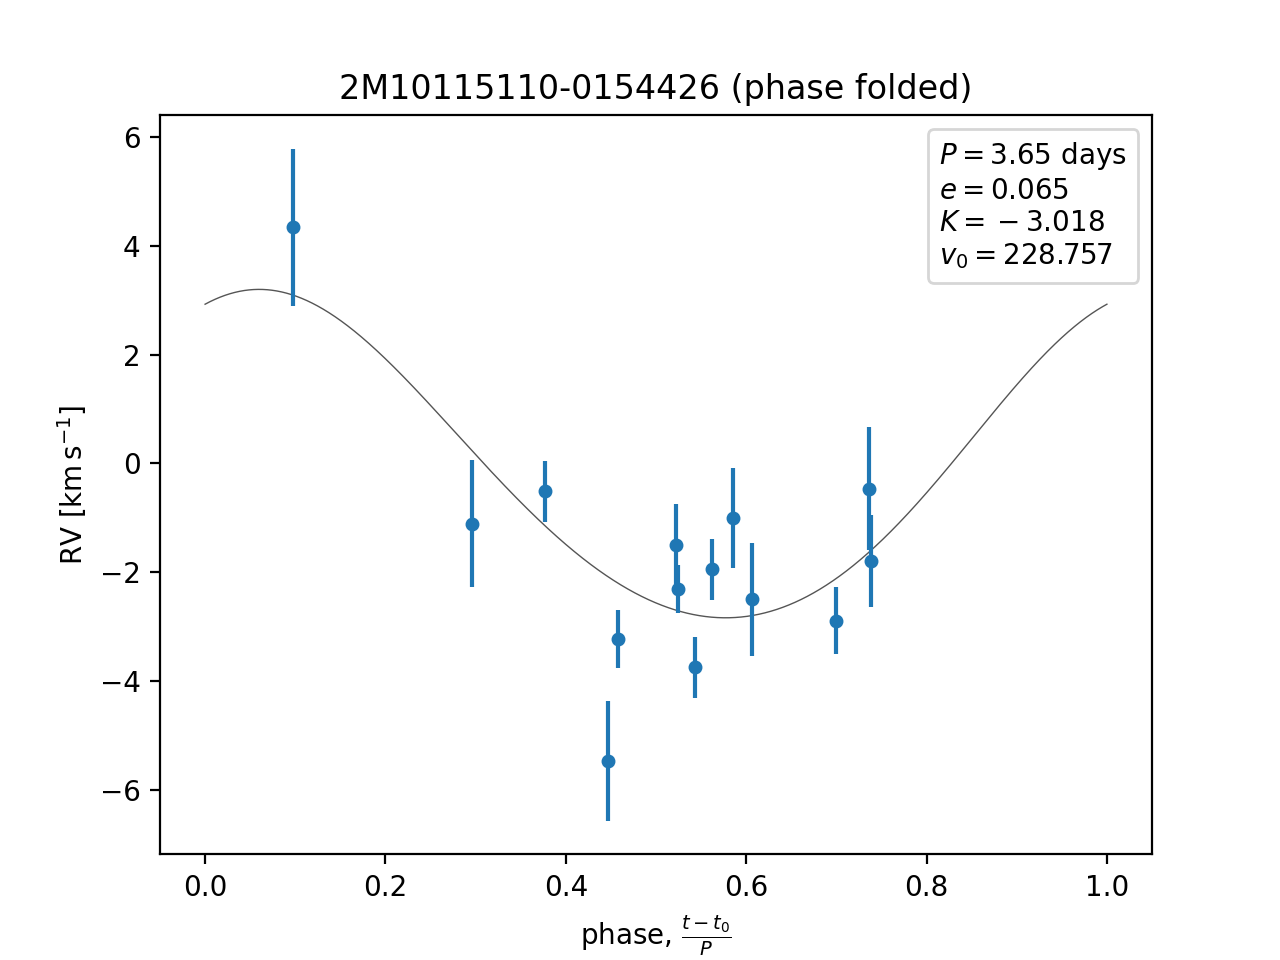 2M10115110-0154426 (phase folded)
P = 3.65 days
e = 0.065
K = −3.018
v₀ = 228.757
6
4
2
0
−2
−4
−6
RV [km s⁻¹]
0.0 0.2 0.4 0.6 0.8 1.0
phase, (t − t₀)/P